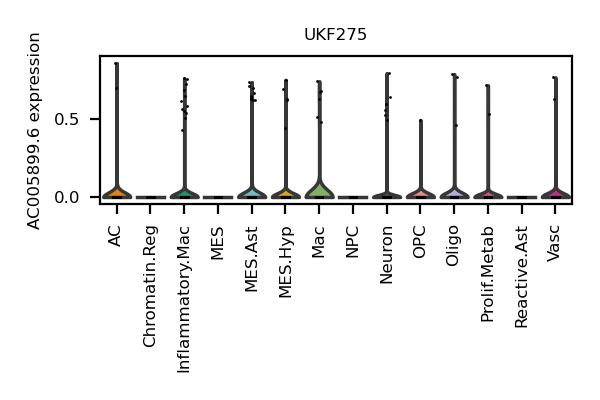 UKF275
AC005899.6 expression
0.5
0.0
AC
Chromatin.Reg
Inflammatory.Mac
MES
MES.Ast
MES.Hyp
Mac
NPC
Neuron
OPC
Oligo
Prolif.Metab
Reactive.Ast
Vasc